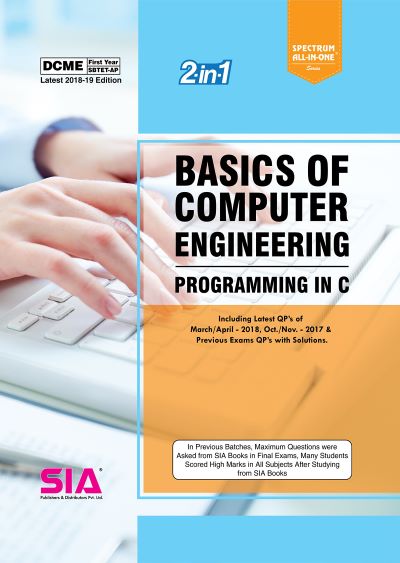 DCME First Year
SBTET-AP
Latest 2018-19 Edition
2-in-1
SPECTRUM
ALL-IN-ONE
Series
BASICS OF
COMPUTER
ENGINEERING
PROGRAMMING IN C
Including Latest QP's of
March/April - 2018, Oct./Nov. - 2017 &
Previous Exams QP's with Solutions.
In Previous Batches, Maximum Questions were
Asked from SIA Books in Final Exams, Many Students
Scored High Marks in All Subjects After Studying
from SIA Books
SIA®
Publishers & Distributors Pvt. Ltd.